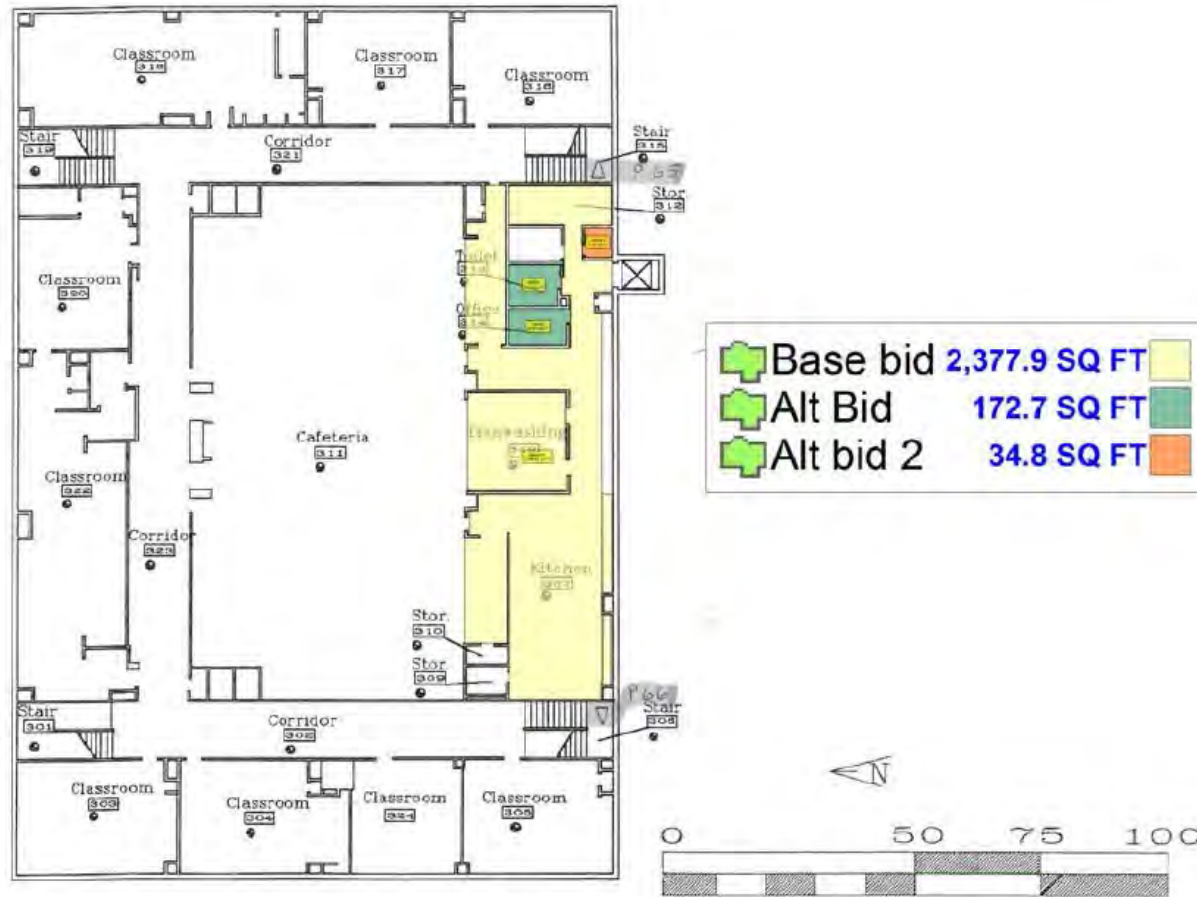 Classroom
318
Classroom
317
Classroom
316
Stair
319
Corridor
321
Stair
315
P 65
Stor.
312
Classroom
320
Toilet
Office
Classroom
322
Cafeteria
311
Dishwashing
Corridor
323
Kitchen
Stor.
310
Stor.
309
P66
Stair
301
Corridor
302
Stair
Classroom
303
Classroom
304
Classroom
324
Classroom
305
Base bid 2,377.9 SQ FT
Alt Bid 172.7 SQ FT
Alt bid 2 34.8 SQ FT
N
0 50 75 100